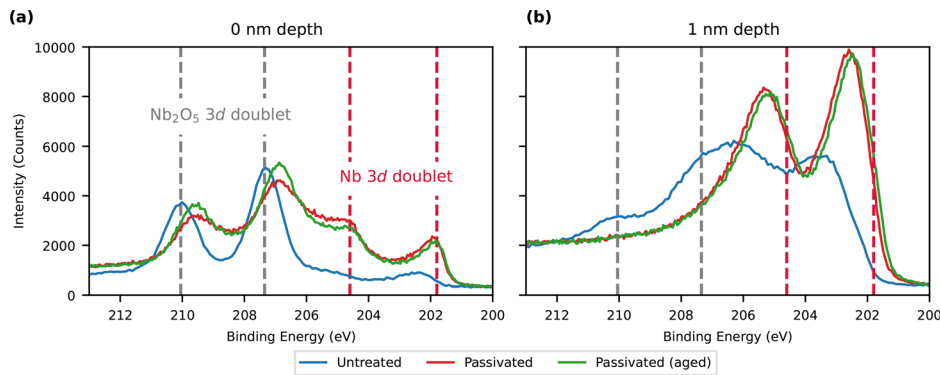 (a)
0 nm depth
Intensity (Counts)
10000
8000
6000
4000
2000
0
Nb₂O₅ 3d doublet
Nb 3d doublet
212 210 208 206 204 202 200
Binding Energy (eV)
(b)
1 nm depth
212 210 208 206 204 202 200
Binding Energy (eV)
Untreated Passivated Passivated (aged)